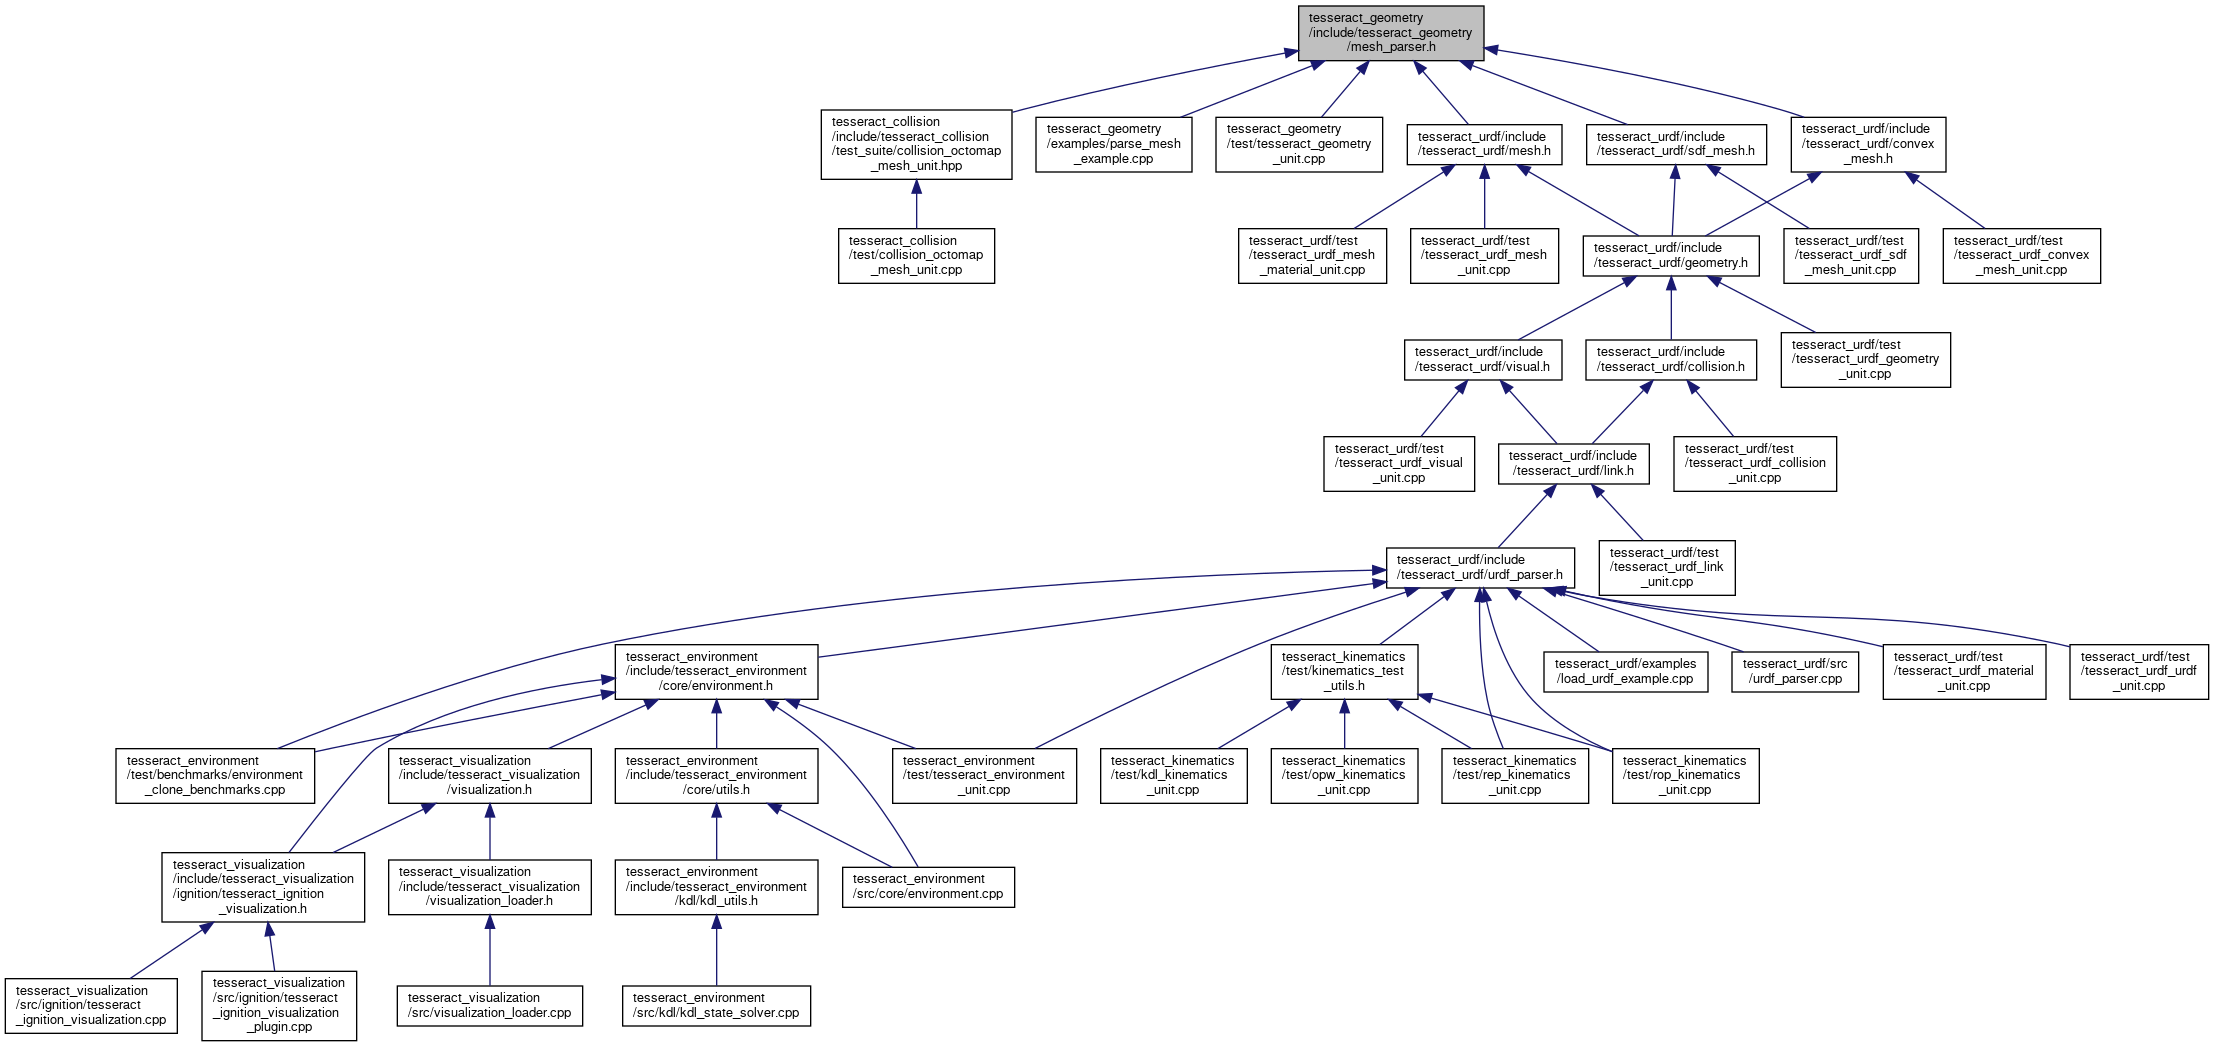 tesseract_geometry
/include/tesseract_geometry
/mesh_parser.h
tesseract_collision
/include/tesseract_collision
/test_suite/collision_octomap
_mesh_unit.hpp
tesseract_geometry
/examples/parse_mesh
_example.cpp
tesseract_geometry
/test/tesseract_geometry
_unit.cpp
tesseract_urdf/include
/tesseract_urdf/mesh.h
tesseract_urdf/include
/tesseract_urdf/sdf_mesh.h
tesseract_urdf/include
/tesseract_urdf/convex
_mesh.h
tesseract_collision
/test/collision_octomap
_mesh_unit.cpp
tesseract_urdf/test
/tesseract_urdf_mesh
_material_unit.cpp
tesseract_urdf/test
/tesseract_urdf_mesh
_unit.cpp
tesseract_urdf/include
/tesseract_urdf/geometry.h
tesseract_urdf/test
/tesseract_urdf_sdf
_mesh_unit.cpp
tesseract_urdf/test
/tesseract_urdf_convex
_mesh_unit.cpp
tesseract_urdf/include
/tesseract_urdf/visual.h
tesseract_urdf/include
/tesseract_urdf/collision.h
tesseract_urdf/test
/tesseract_urdf_geometry
_unit.cpp
tesseract_urdf/test
/tesseract_urdf_visual
_unit.cpp
tesseract_urdf/include
/tesseract_urdf/link.h
tesseract_urdf/test
/tesseract_urdf_collision
_unit.cpp
tesseract_urdf/include
/tesseract_urdf/urdf_parser.h
tesseract_urdf/test
/tesseract_urdf_link
_unit.cpp
tesseract_environment
/include/tesseract_environment
/core/environment.h
tesseract_kinematics
/test/kinematics_test
_utils.h
tesseract_urdf/examples
/load_urdf_example.cpp
tesseract_urdf/src
/urdf_parser.cpp
tesseract_urdf/test
/tesseract_urdf_material
_unit.cpp
tesseract_urdf/test
/tesseract_urdf_urdf
_unit.cpp
tesseract_environment
/test/benchmarks/environment
_clone_benchmarks.cpp
tesseract_visualization
/include/tesseract_visualization
/visualization.h
tesseract_environment
/include/tesseract_environment
/core/utils.h
tesseract_environment
/test/tesseract_environment
_unit.cpp
tesseract_kinematics
/test/kdl_kinematics
_unit.cpp
tesseract_kinematics
/test/opw_kinematics
_unit.cpp
tesseract_kinematics
/test/rep_kinematics
_unit.cpp
tesseract_kinematics
/test/rop_kinematics
_unit.cpp
tesseract_visualization
/include/tesseract_visualization
/ignition/tesseract_ignition
_visualization.h
tesseract_visualization
/include/tesseract_visualization
/visualization_loader.h
tesseract_environment
/include/tesseract_environment
/kdl/kdl_utils.h
tesseract_environment
/src/core/environment.cpp
tesseract_visualization
/src/ignition/tesseract
_ignition_visualization.cpp
tesseract_visualization
/src/ignition/tesseract
_ignition_visualization
_plugin.cpp
tesseract_visualization
/src/visualization_loader.cpp
tesseract_environment
/src/kdl/kdl_state_solver.cpp